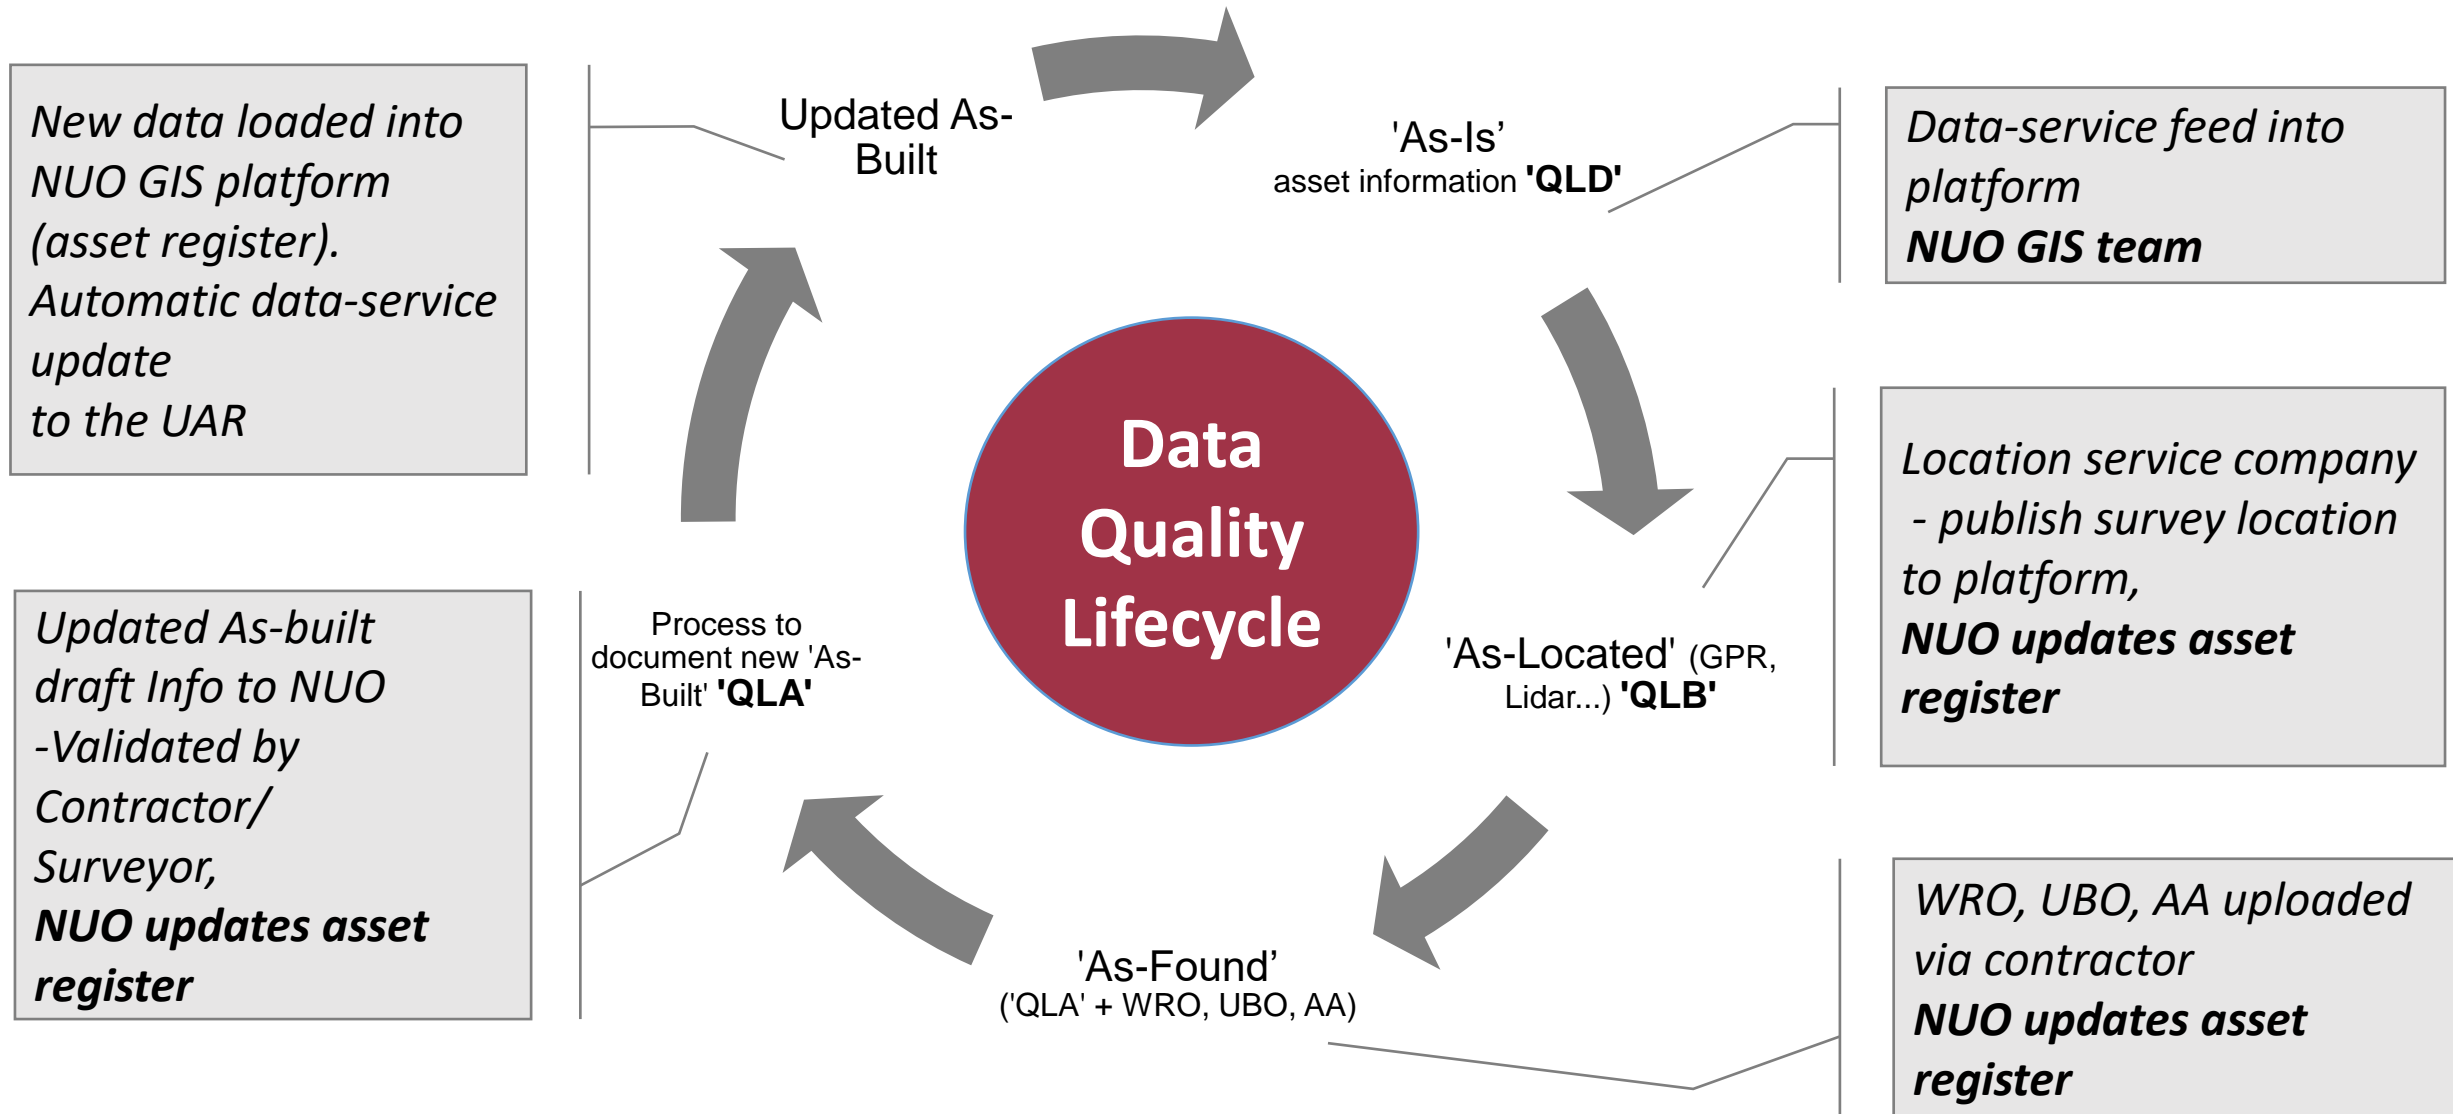 New data loaded into
NUO GIS platform
(asset register).
Automatic data-service
update
to the UAR
Updated As-
Built
'As-Is’
asset information 'QLD'
Data-service feed into
platform
NUO GIS team
Data
Quality
Lifecycle
Location service company
- publish survey location
to platform,
NUO updates asset
register
'As-Located' (GPR,
Lidar...) 'QLB'
Process to
document new 'As-
Built' 'QLA'
Updated As-built
draft Info to NUO
-Validated by
Contractor/
Surveyor,
NUO updates asset
register
'As-Found’
('QLA' + WRO, UBO, AA)
WRO, UBO, AA uploaded
via contractor
NUO updates asset
register